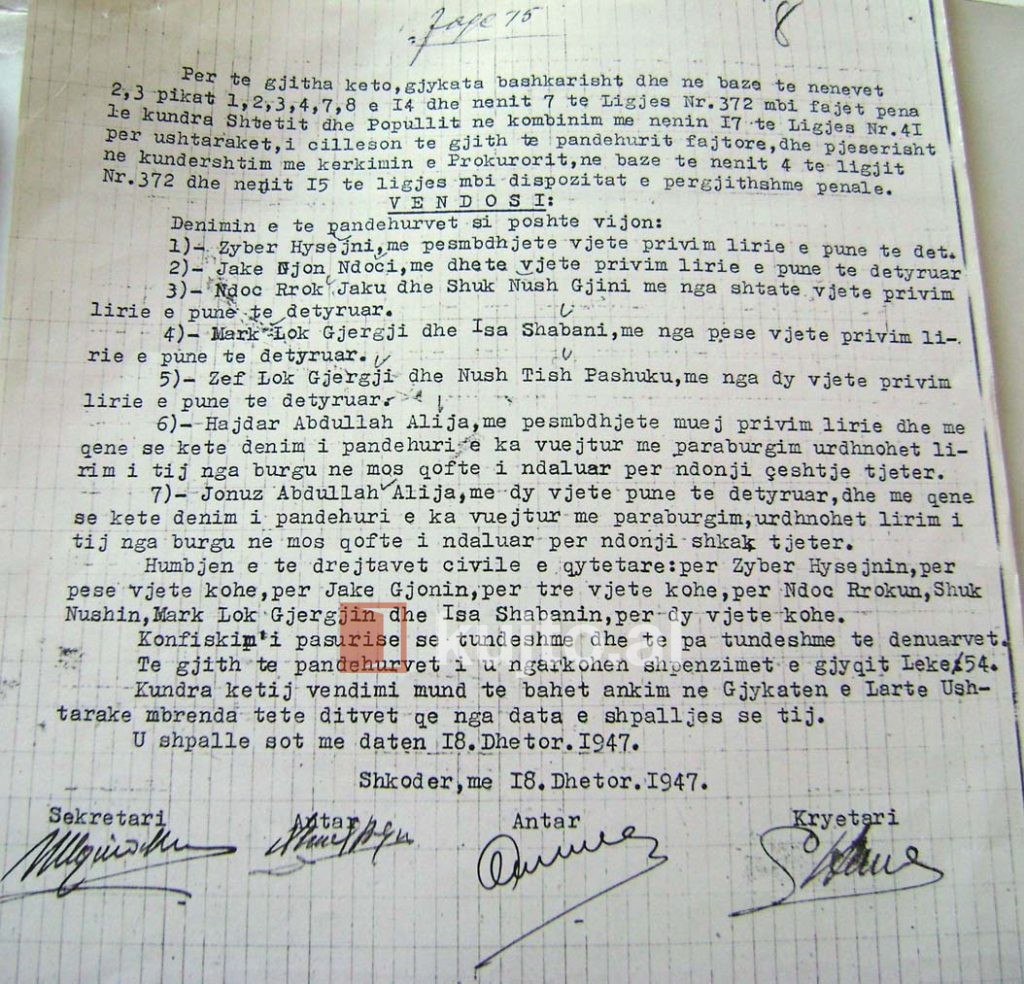 8
Per te gjitha keto,gjykata bashkarisht dhe ne baze te nenevet
2,3 pikat 1,2,3,4,7,8 e I4 dhe nenit 7 te Ligjes Nr.372 mbi fajet pena
le kundra Shtetit dhe Popullit ne kombinim me nenin I7 te Ligjes Nr.4I
per ushtaraket,i cilleson te gjith te pandehurit fajtore,dhe pjeserisht
ne kundershtim me kerkimin e Prokurorit,ne baze te nenit 4 te ligjit
Nr.372 dhe nenit I5 te ligjes mbi dispozitat e pergjithshme penale.
V E N D O S I:
Denimin e te pandehurvet si poshte vijon:
1)- Zyber Hysejni,me pesmbdhjete vjete privim lirie e pune te det.
2)- Jake Njon Ndoci,me dhete vjete privim lirie e pune te detyruar
3)- Ndoc Rrok Jaku dhe Shuk Nush Gjini me nga shtate vjete privim
lirie e pune te detyruar.
4)- Mark Lok Gjergji dhe Isa Shabani,me nga pese vjete privim li-
rie e pune te detyruar.
5)- Zef Lok Gjergji dhe Nush Tish Pashuku,me nga dy vjete privim
lirie e pune te detyruar.
6)- Hajdar Abdullah Alija,me pesmbdhjete muej privim lirie dhe me
qene se kete denim i pandehuri e ka vuejtur me paraburgim urdhnohet li-
rim i tij nga burgu ne mos qofte i ndaluar per ndonji çeshtje tjeter.
7)- Jonuz Abdullah Alija,me dy vjete pune te detyruar,dhe me qene
se kete denim i pandehuri e ka vuejtur me paraburgim,urdhnohet lirim i
tij nga burgu ne mos qofte i ndaluar per ndonji shkak tjeter.
Humbjen e te drejtavet civile e qytetare:per Zyber Hysejnin,per
pese vjete kohe,per Jake Gjonin,per tre vjete kohe,per Ndoc Rrokun,Shuk
Nushin,Mark Lok Gjergjin dhe Isa Shabanin,per dy vjete kohe.
Konfiskim i pasurise se tundeshme dhe te pa tundeshme te denuarvet.
Te gjith te pandehurvet i u ngarkohen shpenzimet e gjyqit Leke 54.
Kundra ketij vendimi mund te bahet ankim ne Gjykaten e Larte Ush-
tarake mbrenda tete ditvet qe nga data e shpalljes se tij.
U shpalle sot me daten I8.Dhetor.I947.
Shkoder,me I8.Dhetor.I947.
Sekretari Antar Antar Kryetari